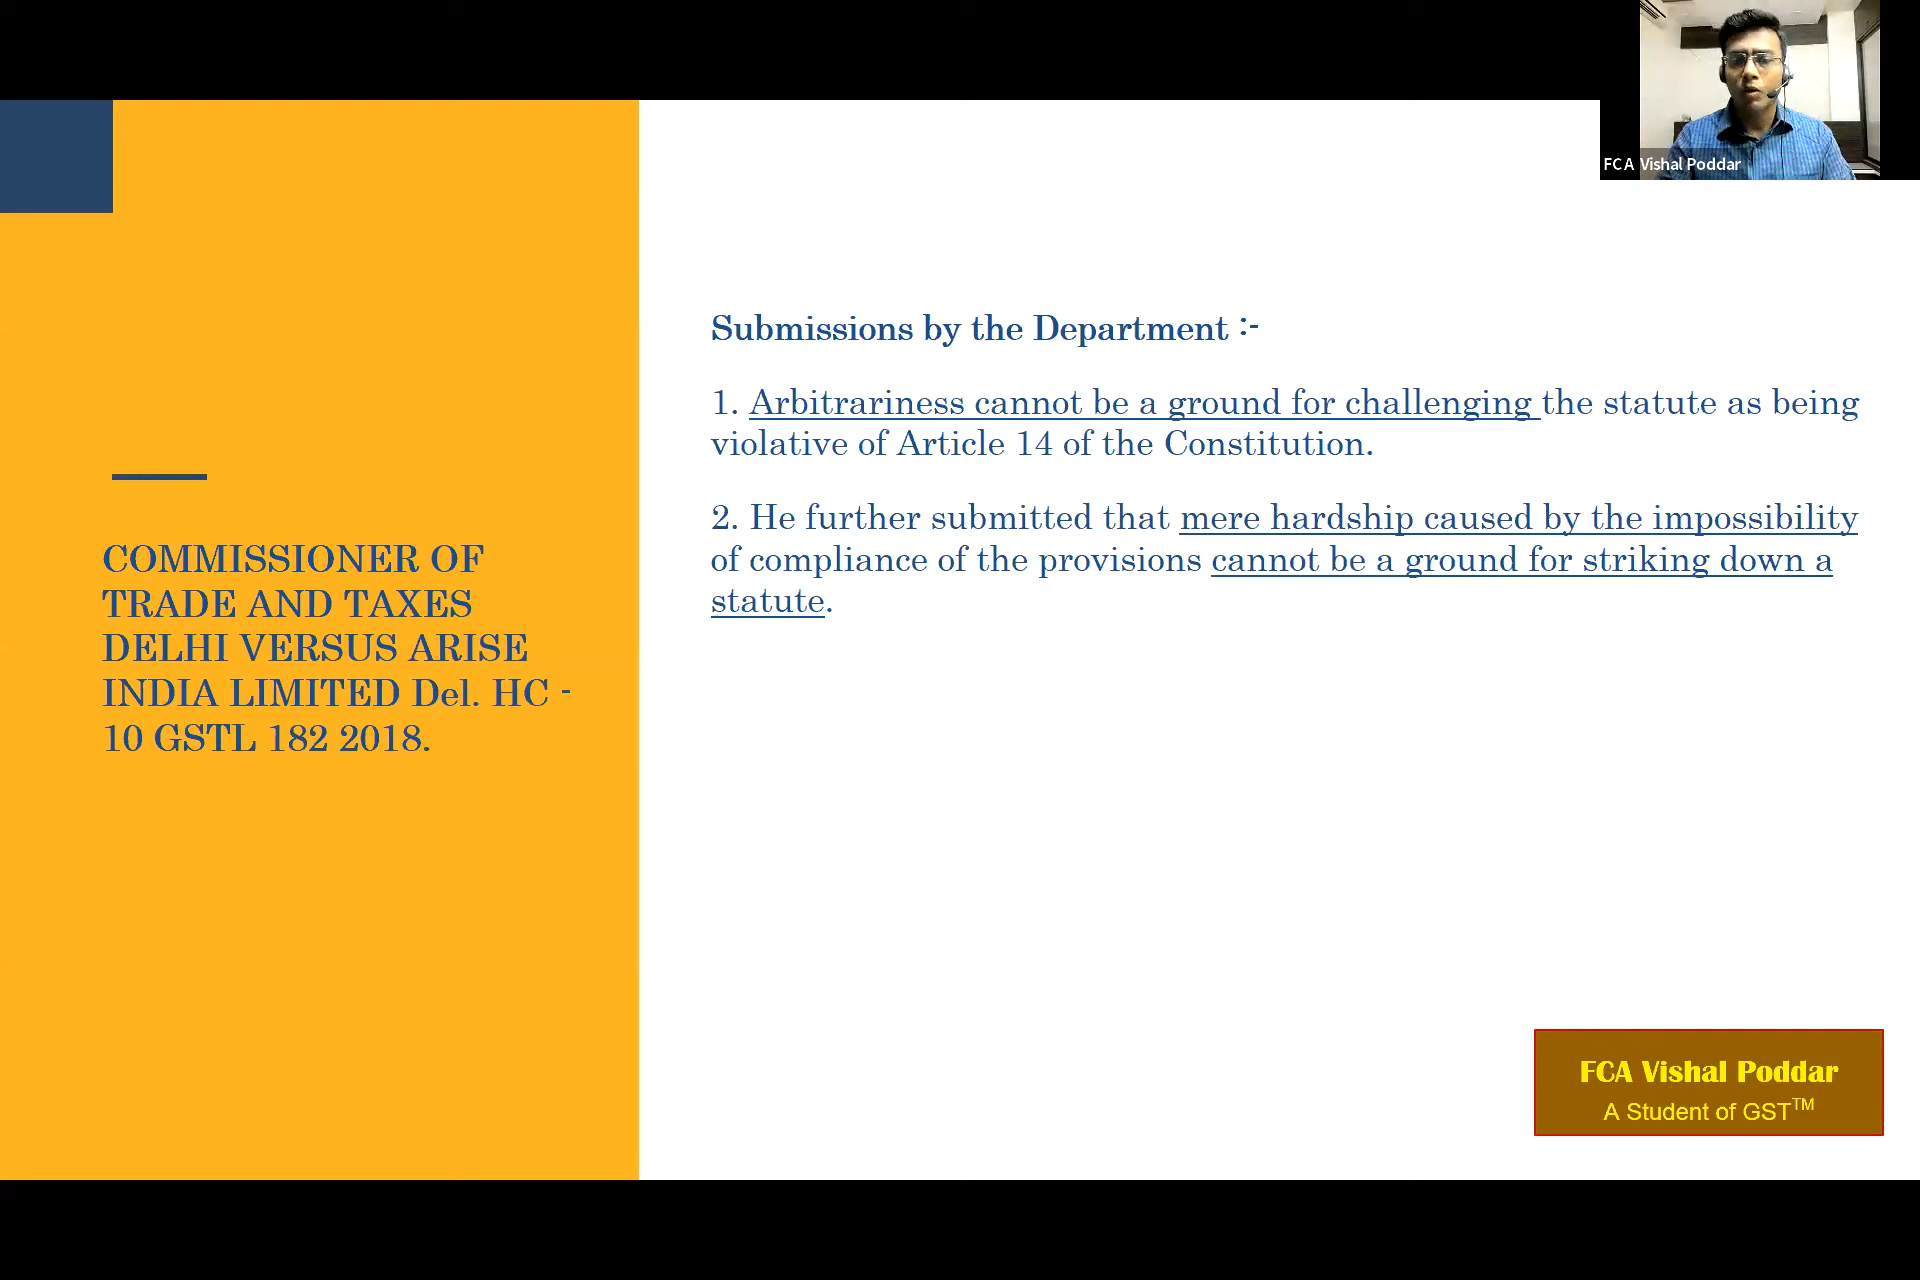 FCA Vishal Poddar
Submissions by the Department :-
1. Arbitrariness cannot be a ground for challenging the statute as being
violative of Article 14 of the Constitution.
2. He further submitted that mere hardship caused by the impossibility
of compliance of the provisions cannot be a ground for striking down a
statute.
COMMISSIONER OF
TRADE AND TAXES
DELHI VERSUS ARISE
INDIA LIMITED Del. HC -
10 GSTL 182 2018.
FCA Vishal Poddar
A Student of GST™